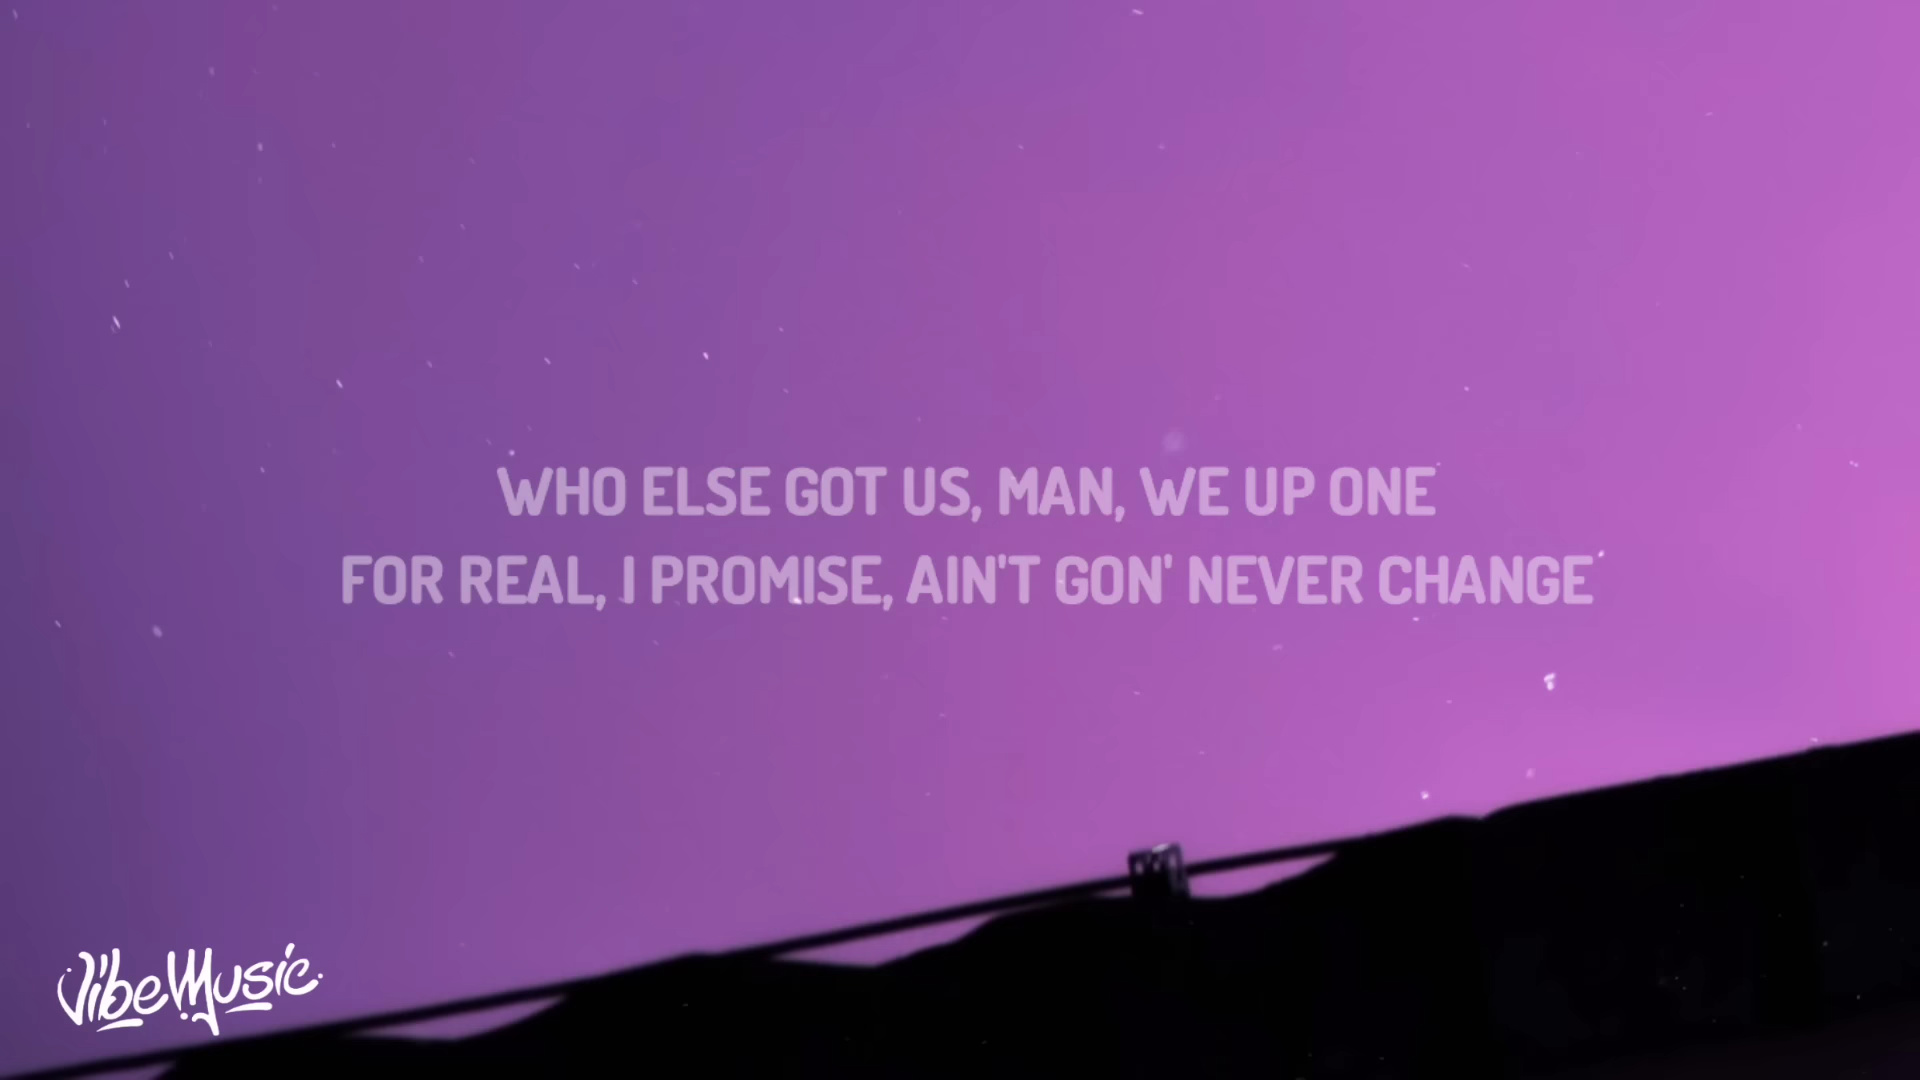 WHO ELSE GOT US, MAN, WE UP ONE
FOR REAL, I PROMISE, AIN'T GON' NEVER CHANGE
VibeMusic